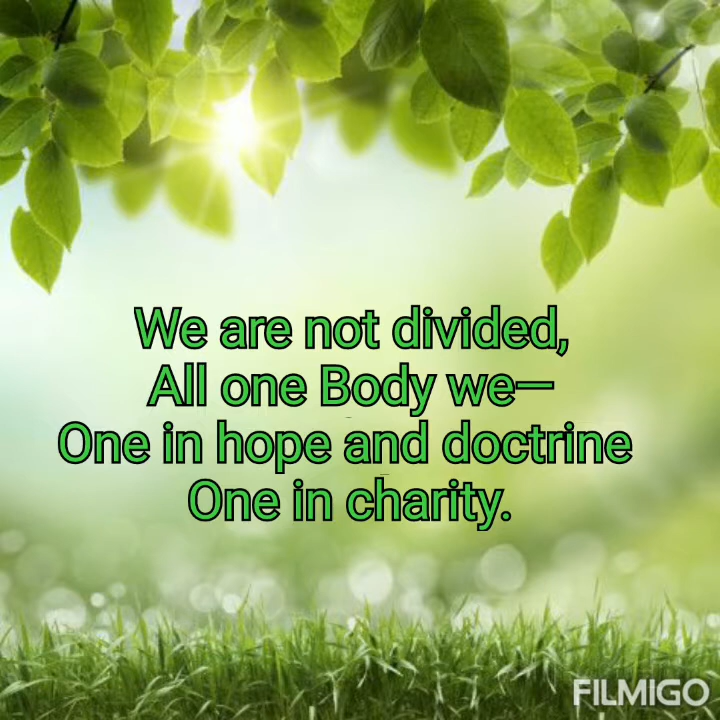 We are not divided,
All one Body we—
One in hope and doctrine
One in charity.
FILMIGO